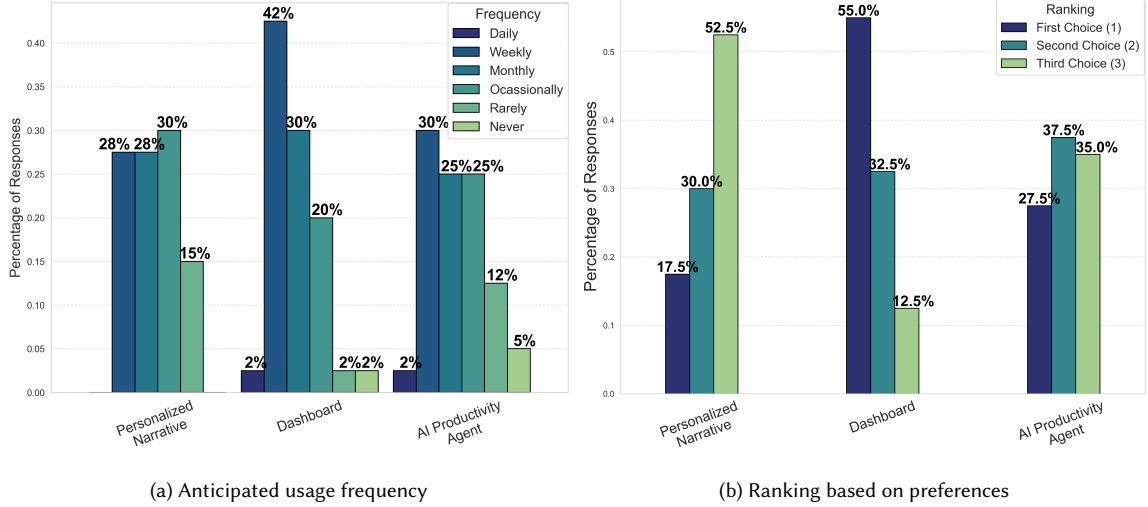 Percentage of Responses
0.40
0.35
0.30
0.25
0.20
0.15
0.10
0.05
0.00
28%
28%
30%
15%
2%
42%
30%
20%
2%
2%
2%
30%
25%
25%
12%
5%
Frequency
Daily
Weekly
Monthly
Ocassionally
Rarely
Never
Personalized
Narrative
Dashboard
AI Productivity
Agent
(a) Anticipated usage frequency
Percentage of Responses
0.5
0.4
0.3
0.2
0.1
0.0
17.5%
30.0%
52.5%
55.0%
32.5%
12.5%
27.5%
37.5%
35.0%
Ranking
First Choice (1)
Second Choice (2)
Third Choice (3)
Personalized
Narrative
Dashboard
AI Productivity
Agent
(b) Ranking based on preferences